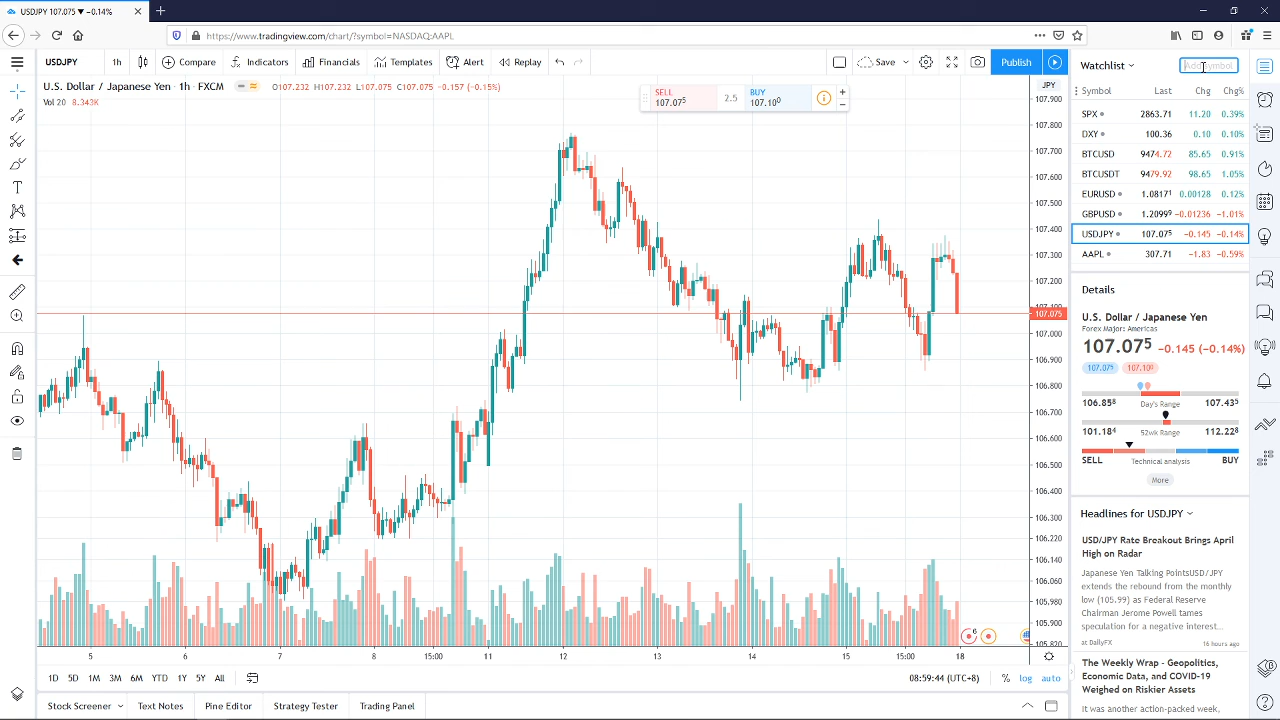 USDJPY 107.075 ▼ −0.14%
https://www.tradingview.com/chart/?symbol=NASDAQ:AAPL
USDJPY 1h Compare Indicators Financials Templates Alert Replay Save Publish
U.S. Dollar / Japanese Yen · 1h · FXCM
Vol 20 8.343K
SELL
107.07⁵
2.5
BUY
107.10⁰
JPY
107.900
107.800
107.700
107.600
107.500
107.400
107.300
107.200
107.075
107.000
106.900
106.800
106.700
106.600
106.500
106.400
106.300
106.220
106.140
106.060
105.980
105.900
105.820
5 6 7 8 15:00 11 12 13 14 15 15:00 18
1D 5D 1M 3M 6M YTD 1Y 5Y All
08:59:44 (UTC+8) % log auto
Stock Screener Text Notes Pine Editor Strategy Tester Trading Panel
Watchlist
Symbol Last Chg Chg%
SPX 2863.71 11.20 0.39%
DXY 100.36 0.10 0.10%
BTCUSD 9474.72 85.65 0.91%
BTCUSDT 9479.92 98.65 1.05%
EURUSD 1.0817¹ 0.00128 0.12%
GBPUSD 1.2099⁹ −0.01236 −1.01%
USDJPY 107.07⁵ −0.145 −0.14%
AAPL 307.71 −1.83 −0.59%
Details
U.S. Dollar / Japanese Yen
Forex Major: Americas
107.07⁵ −0.145 (−0.14%)
107.07⁵ 107.10⁰
106.85⁸ Day's Range 107.43⁵
101.18⁴ 52wk Range 112.22⁸
SELL Technical analysis BUY
More
Headlines for USDJPY
USD/JPY Rate Breakout Brings April
High on Radar
Japanese Yen Talking PointsUSD/JPY
extends the rebound from the monthly
low (105.99) as Federal Reserve
Chairman Jerome Powell tames
speculation for a negative interest...
at DailyFX 16 hours ago
The Weekly Wrap - Geopolitics,
Economic Data, and COVID-19
Weighed on Riskier Assets
It was another action-packed week,